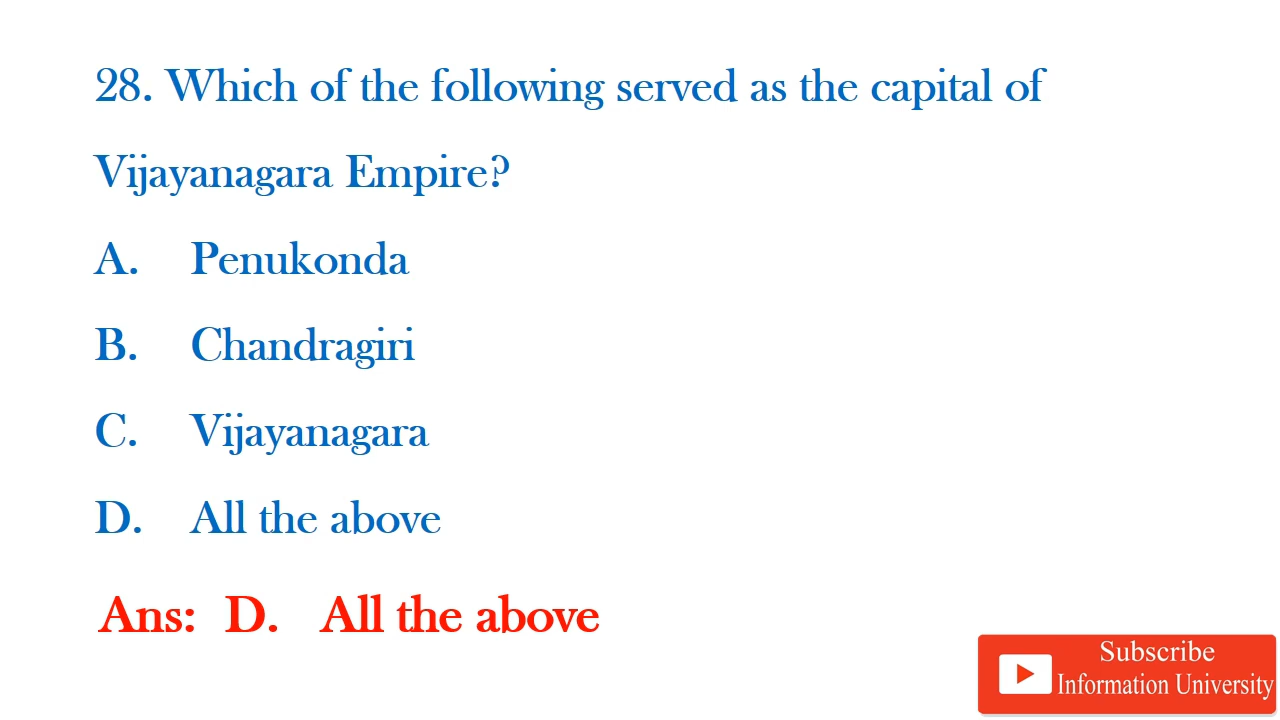 28. Which of the following served as the capital of
Vijayanagara Empire?
A. Penukonda
B. Chandragiri
C. Vijayanagara
D. All the above
Ans: D. All the above
Subscribe
Information University